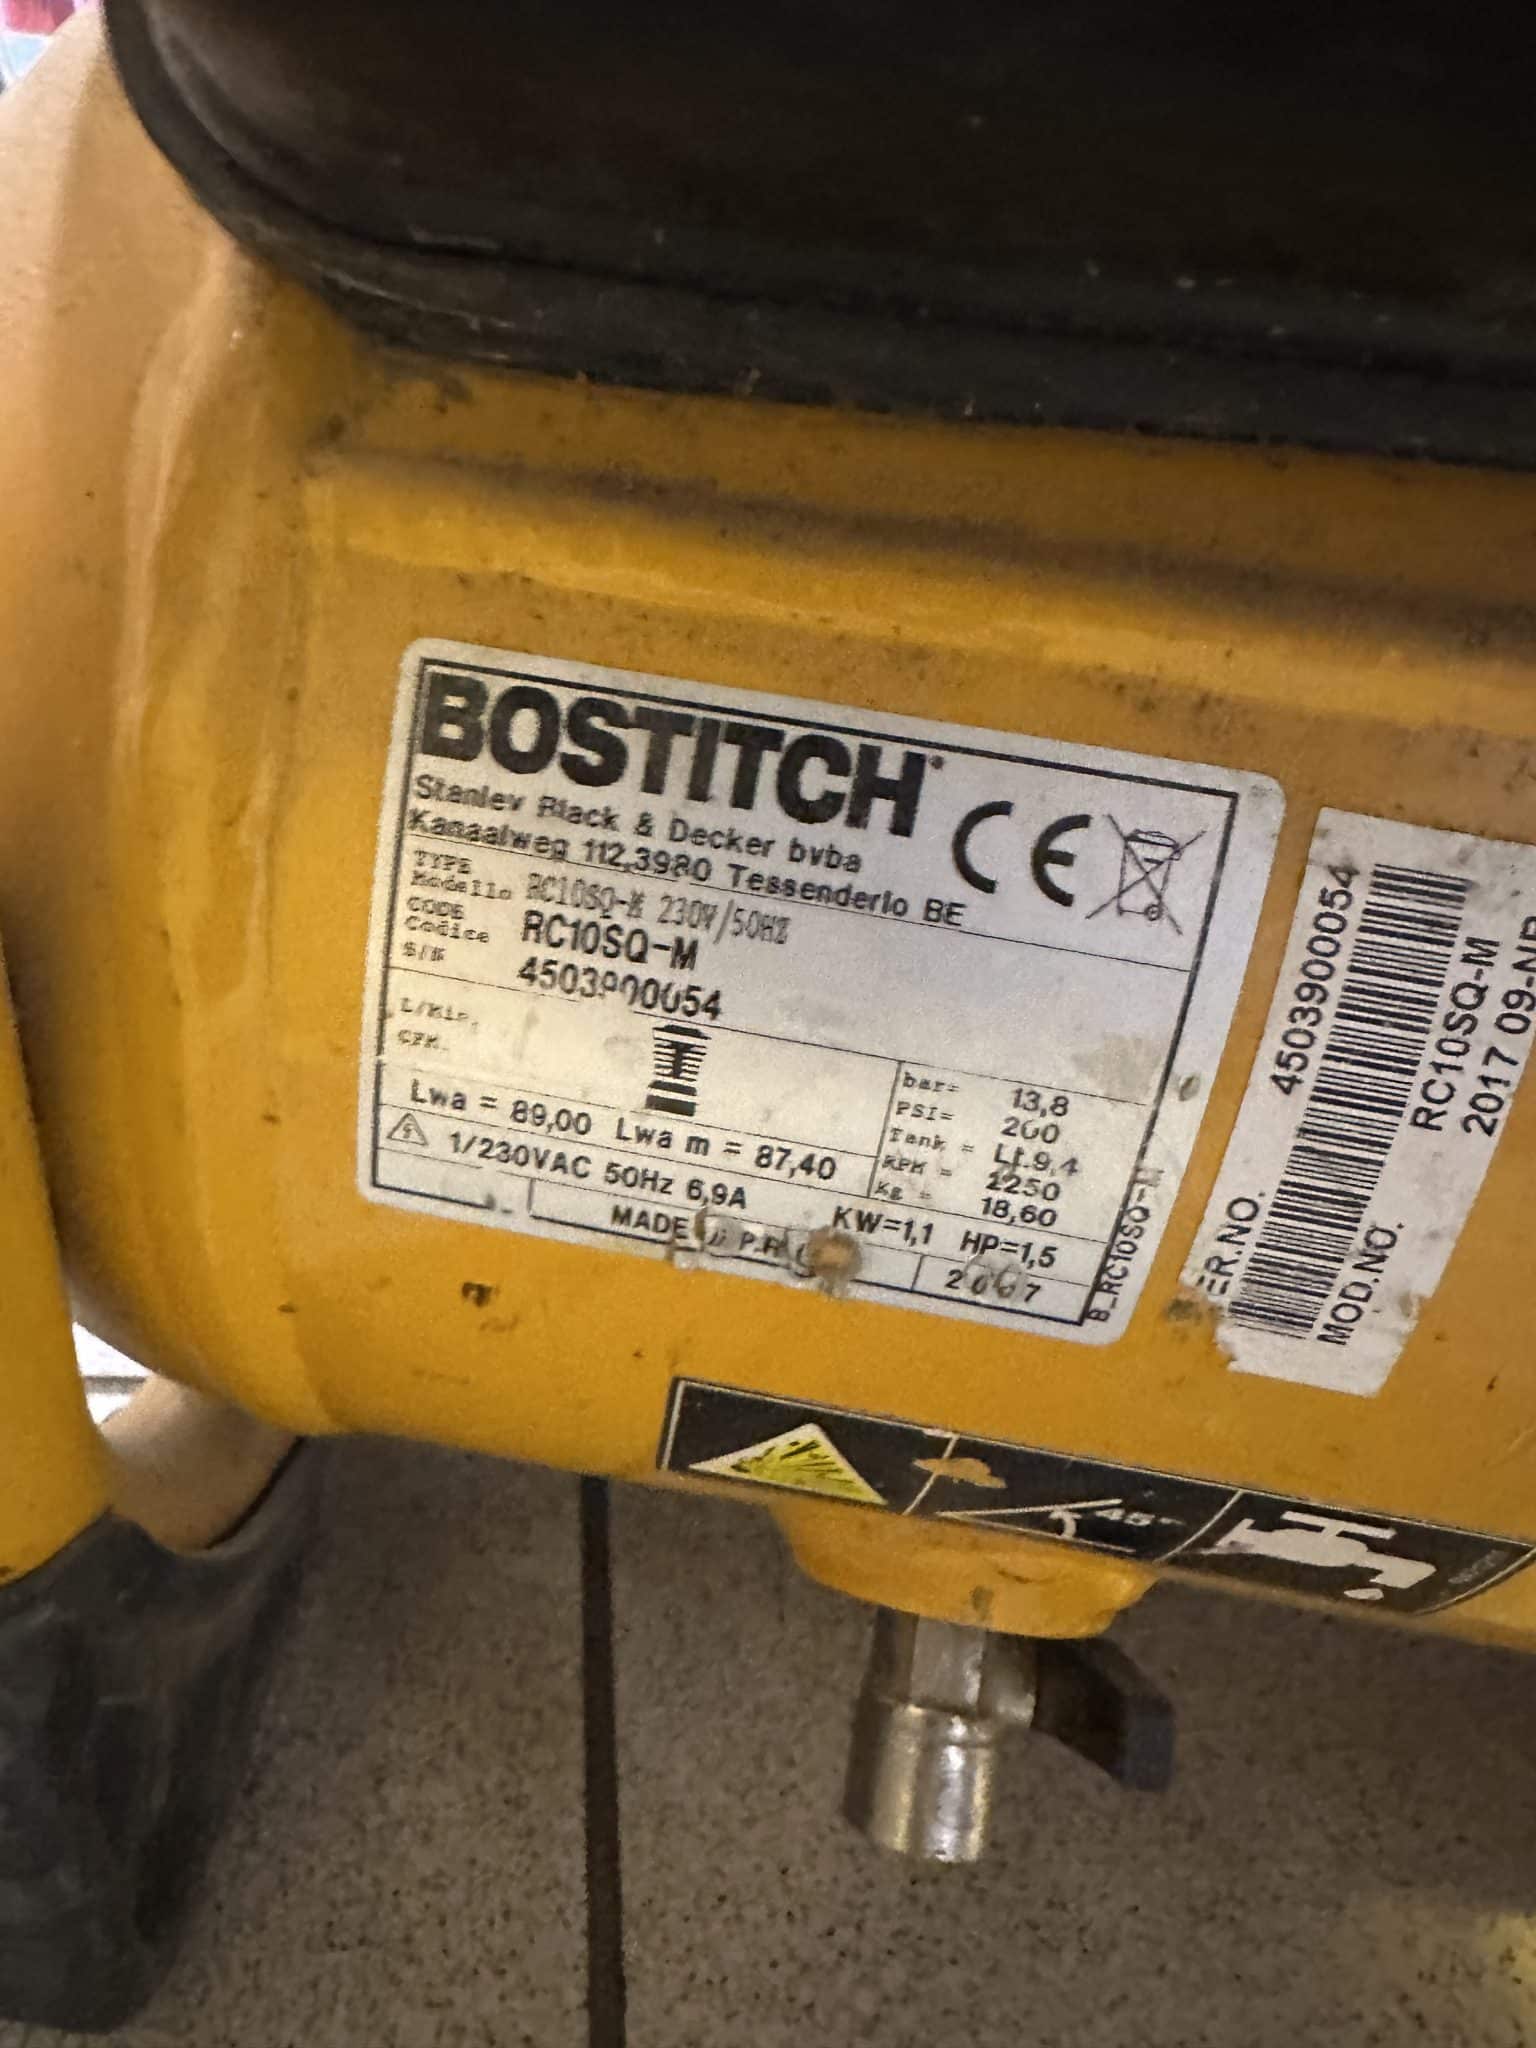 BOSTITCH
CE
Stanley Black & Decker bvba
Kanaalweg 112,3980 Tessenderlo BE
TYPE
Modello RC10SQ-M 230V/50HZ
CODE
Codice RC10SQ-M
S/N 4503900054
L/Min.
CFM.
bar= 13,8
PSI= 200
Tank = Lt.9,4
RPM = 2250
Kg = 18,60
Lwa = 89,00 Lwa m = 87,40
1/230VAC 50Hz 6,9A KW=1,1 HP=1,5
MADE P.R.
B_RC10SQ-M
4503900054
MOD.NO. RC10SQ-M
2017 09
45°